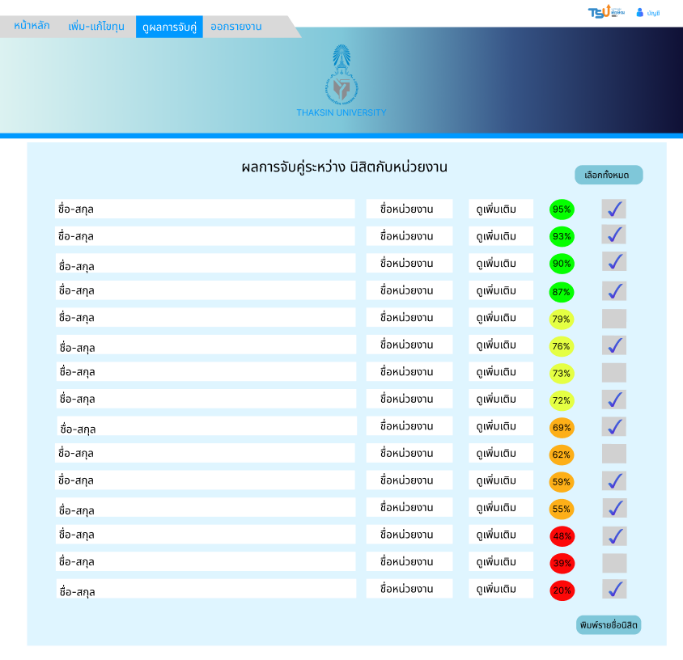 TSU
บัญชี
หน้าหลัก เพิ่ม-แก้ไขทุน ดูผลการจับคู่ ออกรายงาน
THAKSIN UNIVERSITY
ผลการจับคู่ระหว่าง นิสิตกับหน่วยงาน
เลือกทั้งหมด
ชื่อ-สกุล ชื่อหน่วยงาน ดูเพิ่มเติม 95%
ชื่อ-สกุล ชื่อหน่วยงาน ดูเพิ่มเติม 93%
ชื่อ-สกุล ชื่อหน่วยงาน ดูเพิ่มเติม 90%
ชื่อ-สกุล ชื่อหน่วยงาน ดูเพิ่มเติม 87%
ชื่อ-สกุล ชื่อหน่วยงาน ดูเพิ่มเติม 79%
ชื่อ-สกุล ชื่อหน่วยงาน ดูเพิ่มเติม 76%
ชื่อ-สกุล ชื่อหน่วยงาน ดูเพิ่มเติม 73%
ชื่อ-สกุล ชื่อหน่วยงาน ดูเพิ่มเติม 72%
ชื่อ-สกุล ชื่อหน่วยงาน ดูเพิ่มเติม 69%
ชื่อ-สกุล ชื่อหน่วยงาน ดูเพิ่มเติม 62%
ชื่อ-สกุล ชื่อหน่วยงาน ดูเพิ่มเติม 59%
ชื่อ-สกุล ชื่อหน่วยงาน ดูเพิ่มเติม 55%
ชื่อ-สกุล ชื่อหน่วยงาน ดูเพิ่มเติม 48%
ชื่อ-สกุล ชื่อหน่วยงาน ดูเพิ่มเติม 39%
ชื่อ-สกุล ชื่อหน่วยงาน ดูเพิ่มเติม 20%
พิมพ์รายชื่อนิสิต